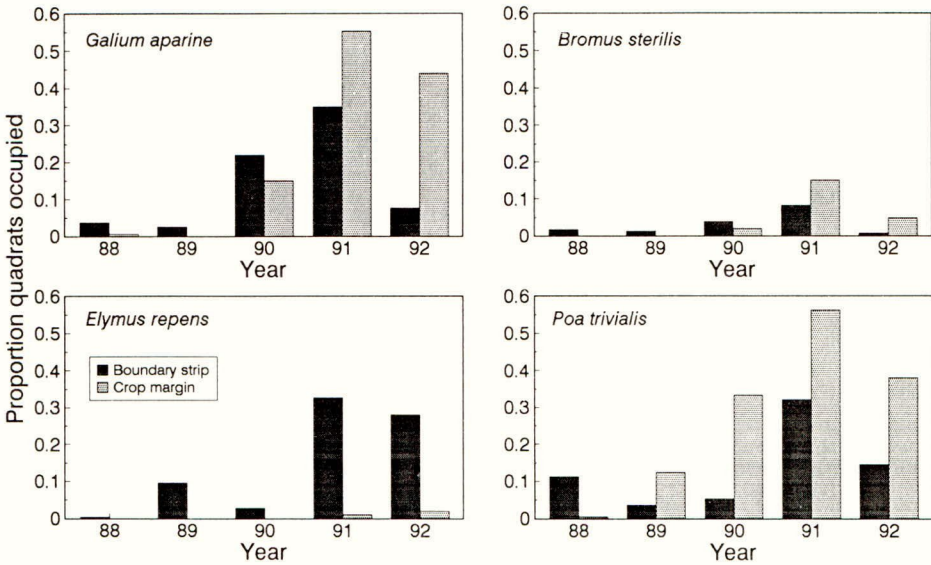 Proportion quadrats occupied
Galium aparine
0.6
0.5
0.4
0.3
0.2
0.1
0
88 89 90 91 92
Year
Bromus sterilis
0.6
0.5
0.4
0.3
0.2
0.1
0
88 89 90 91 92
Year
Elymus repens
Boundary strip
Crop margin
0.6
0.5
0.4
0.3
0.2
0.1
0
88 89 90 91 92
Year
Poa trivialis
0.6
0.5
0.4
0.3
0.2
0.1
0
88 89 90 91 92
Year